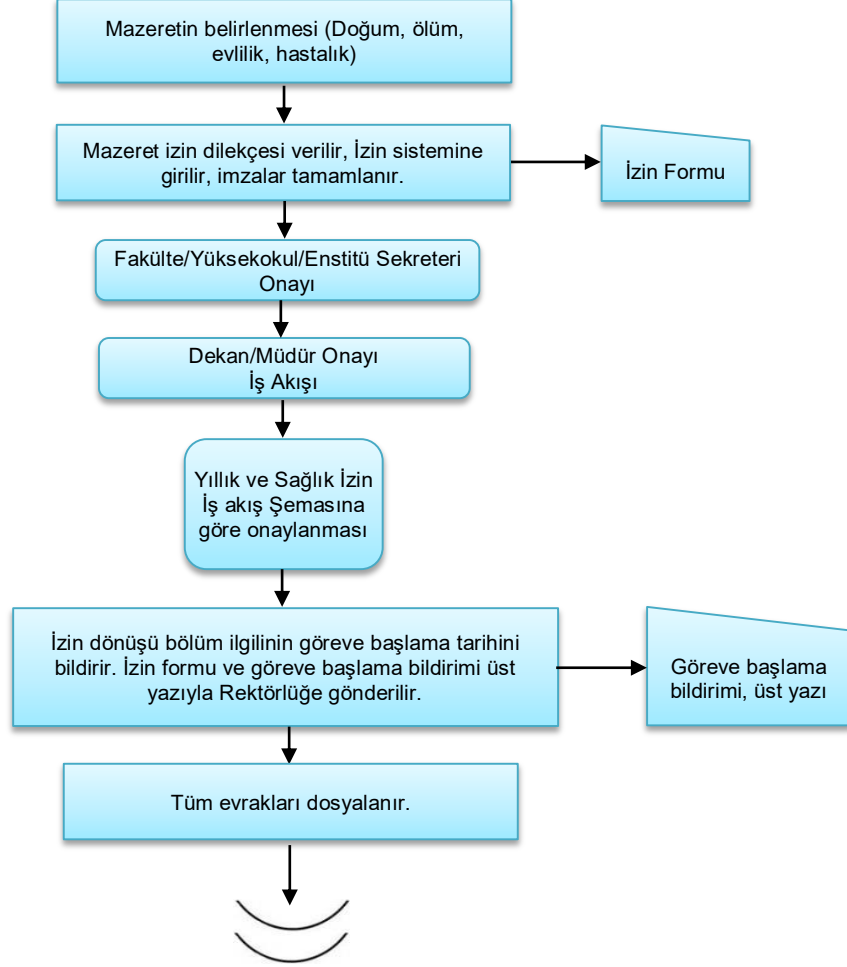 Mazeretin belirlenmesi (Doğum, ölüm,
evlilik, hastalık)
Mazeret izin dilekçesi verilir, İzin sistemine
girilir, imzalar tamamlanır.
İzin Formu
Fakülte/Yüksekokul/Enstitü Sekreteri
Onayı
Dekan/Müdür Onayı
İş Akışı
Yıllık ve Sağlık İzin
İş akış Şemasına
göre onaylanması
İzin dönüşü bölüm ilgilinin göreve başlama tarihini
bildirir. İzin formu ve göreve başlama bildirimi üst
yazıyla Rektörlüğe gönderilir.
Göreve başlama
bildirimi, üst yazı
Tüm evrakları dosyalanır.